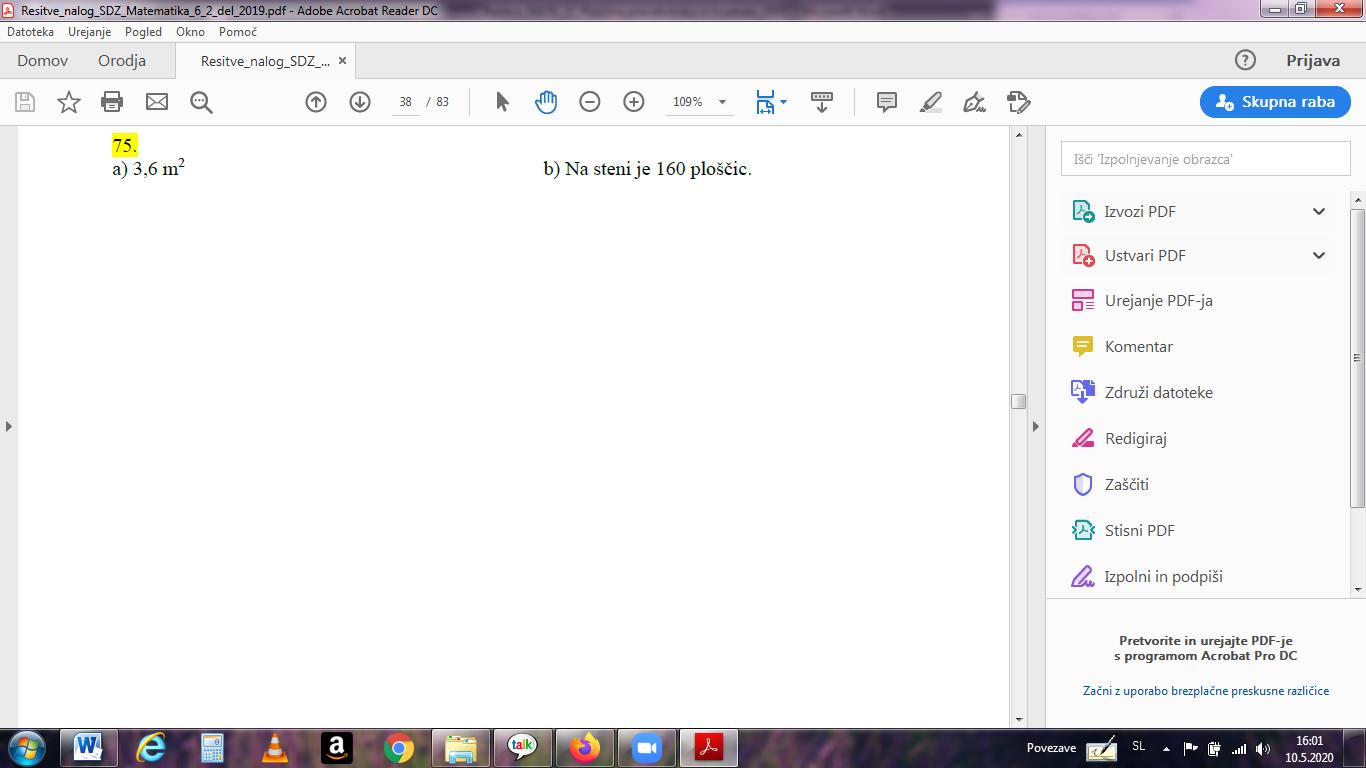 Resitve_nalog_SDZ_Matematika_6_2_del_2019.pdf - Adobe Acrobat Reader DC
Datoteka Urejanje Pogled Okno Pomoč
Domov Orodja Resitve_nalog_SDZ_... × Prijava
38 / 83 109% Skupna raba
75.
a) 3,6 m² b) Na steni je 160 ploščic.
Išči 'Izpolnjevanje obrazca'
Izvozi PDF
Ustvari PDF
Urejanje PDF-ja
Komentar
Združi datoteke
Redigiraj
Zaščiti
Stisni PDF
Izpolni in podpiši
Pretvorite in urejajte PDF-je
s programom Acrobat Pro DC
Začni z uporabo brezplačne preskusne različice
talk
Povezave SL 16:01
10.5.2020